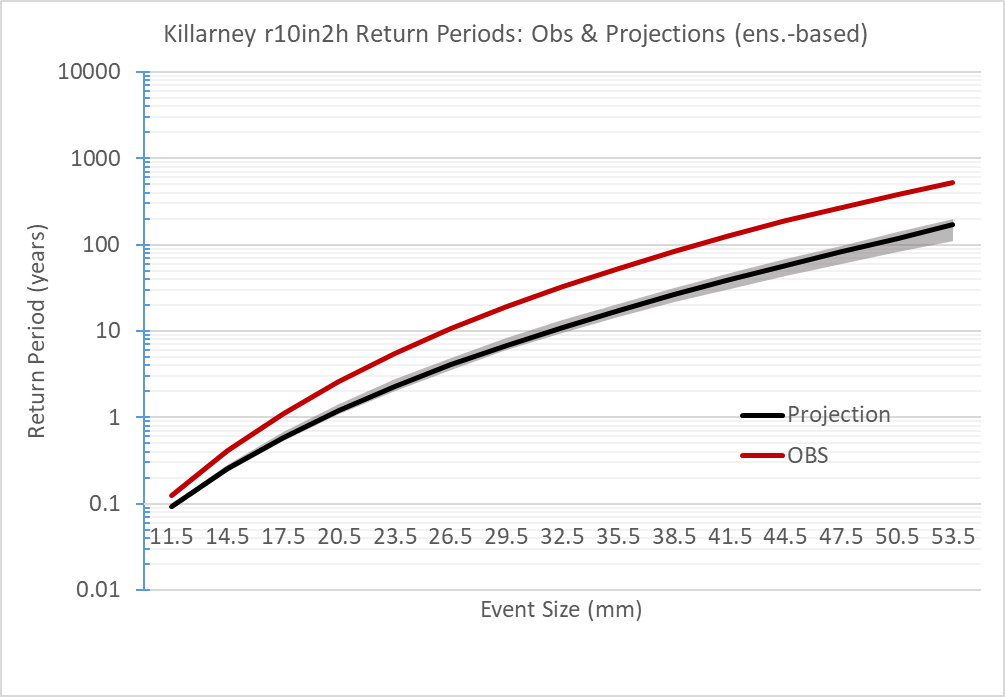 Killarney r10in2h Return Periods: Obs & Projections (ens.-based)
10000
1000
100
10
1
0.1
0.01
Return Period (years)
Projection
OBS
11.5 14.5 17.5 20.5 23.5 26.5 29.5 32.5 35.5 38.5 41.5 44.5 47.5 50.5 53.5
Event Size (mm)